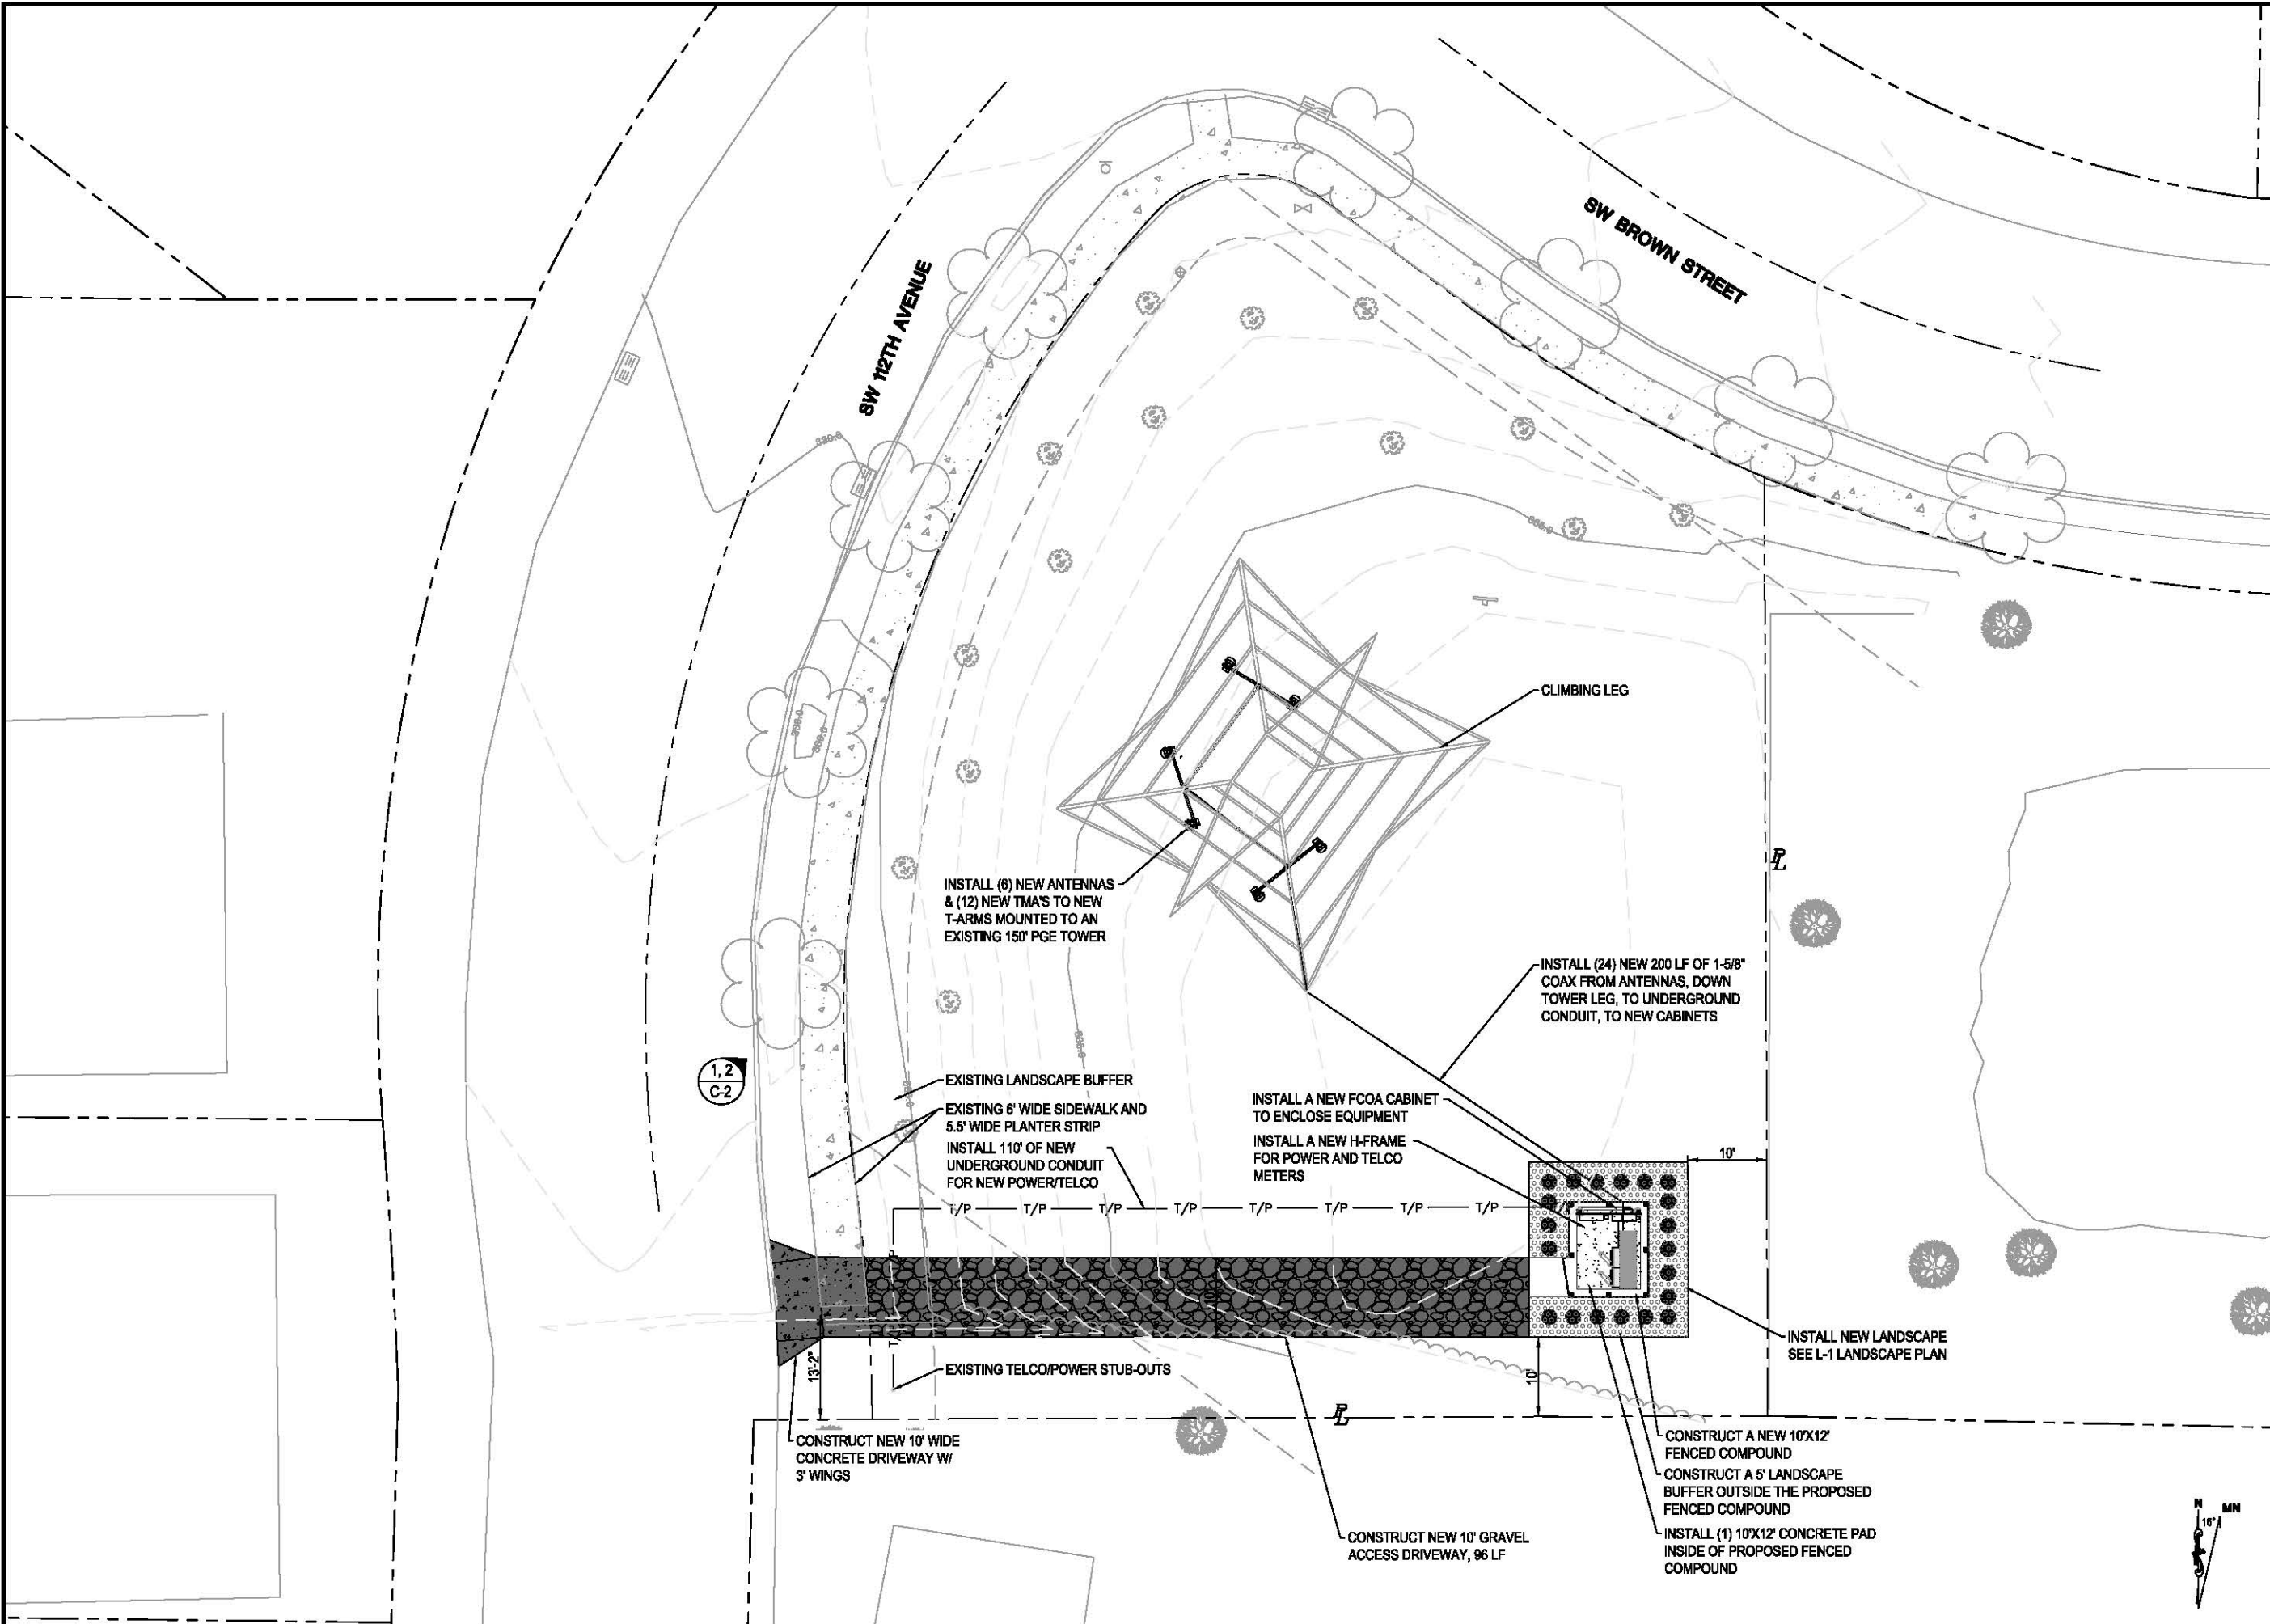 SW BROWN STREET
SW 112TH AVENUE
CLIMBING LEG
INSTALL (6) NEW ANTENNAS
& (12) NEW TMA'S TO NEW
T-ARMS MOUNTED TO AN
EXISTING 150' PGE TOWER
PL
INSTALL (24) NEW 200 LF OF 1-5/8"
COAX FROM ANTENNAS, DOWN
TOWER LEG, TO UNDERGROUND
CONDUIT, TO NEW CABINETS
1, 2
C-2
EXISTING LANDSCAPE BUFFER
EXISTING 6' WIDE SIDEWALK AND
5.5' WIDE PLANTER STRIP
INSTALL 110' OF NEW
UNDERGROUND CONDUIT
FOR NEW POWER/TELCO
INSTALL A NEW FCOA CABINET
TO ENCLOSE EQUIPMENT
INSTALL A NEW H-FRAME
FOR POWER AND TELCO
METERS
10'
T/P T/P T/P T/P T/P T/P T/P T/P
INSTALL NEW LANDSCAPE
SEE L-1 LANDSCAPE PLAN
EXISTING TELCO/POWER STUB-OUTS
13'-2"
10'
10'
PL
CONSTRUCT NEW 10' WIDE
CONCRETE DRIVEWAY W/
3' WINGS
CONSTRUCT A NEW 10'X12'
FENCED COMPOUND
CONSTRUCT A 5' LANDSCAPE
BUFFER OUTSIDE THE PROPOSED
FENCED COMPOUND
INSTALL (1) 10'X12' CONCRETE PAD
INSIDE OF PROPOSED FENCED
COMPOUND
CONSTRUCT NEW 10' GRAVEL
ACCESS DRIVEWAY, 96 LF
N MN
16°